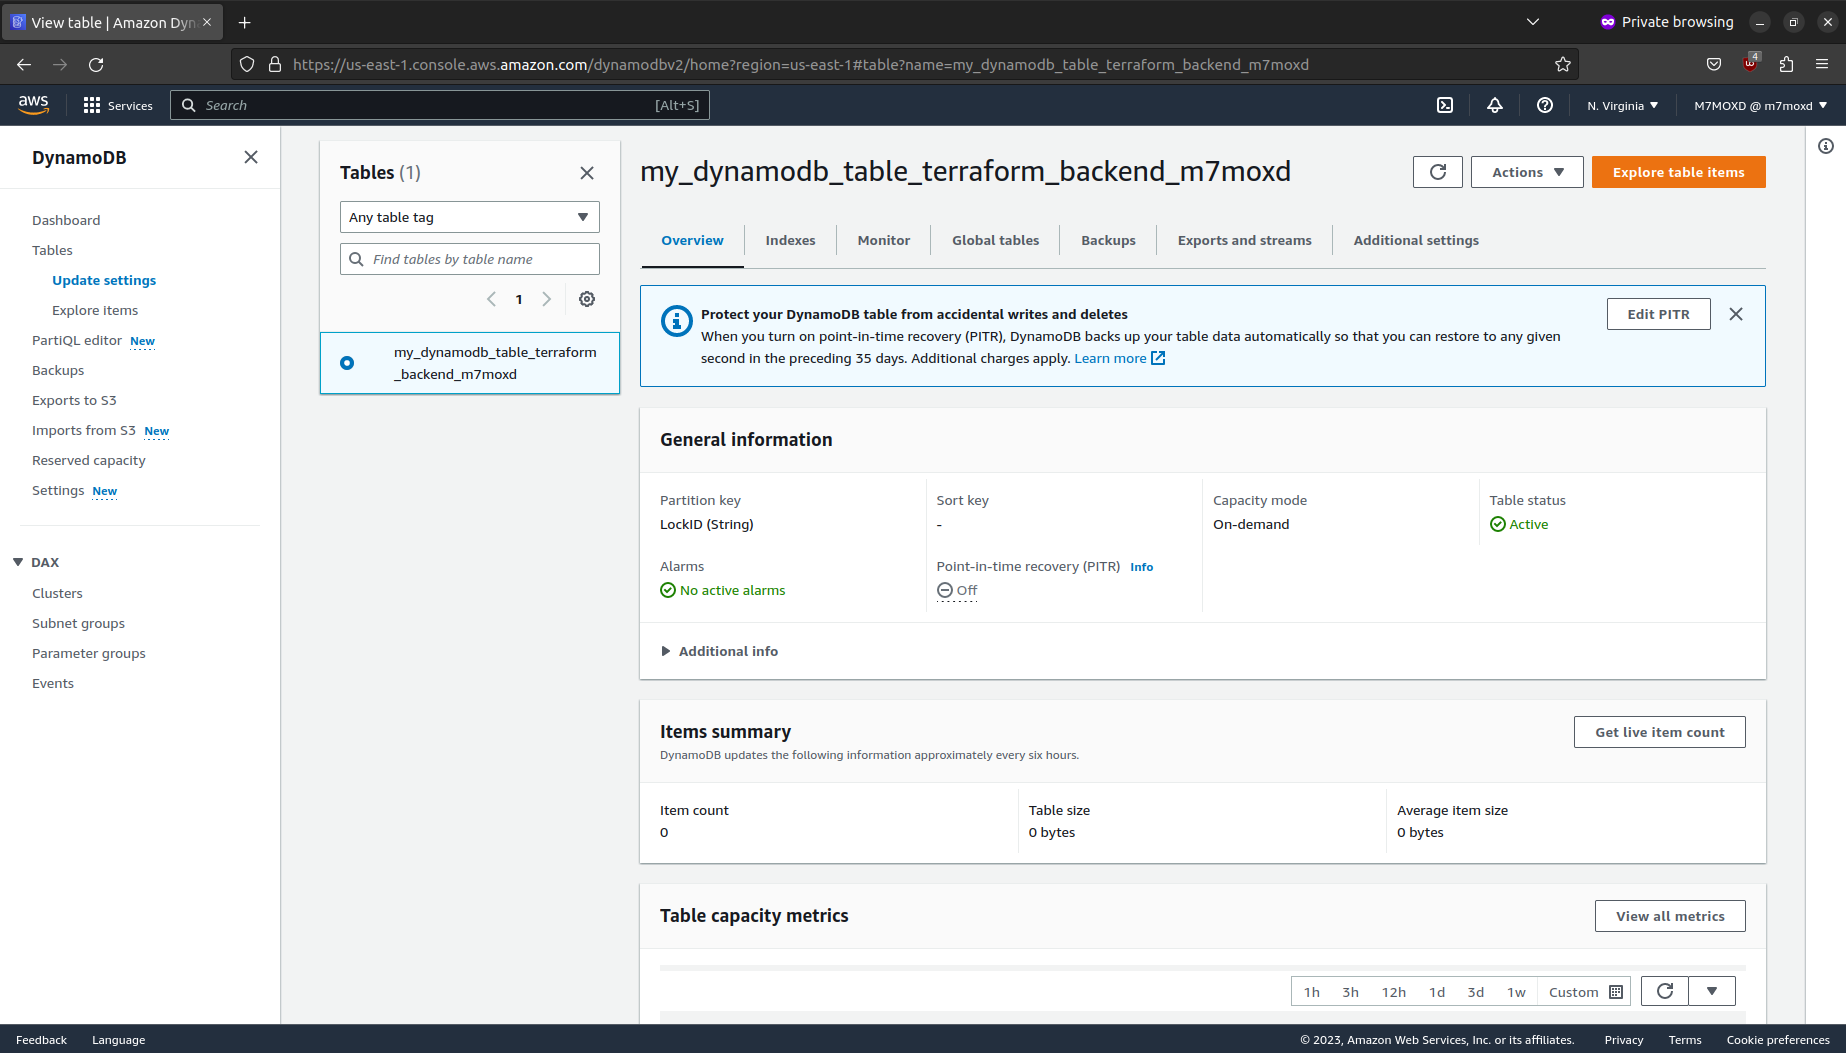 View table | Amazon Dyn
Private browsing
https://us-east-1.console.aws.amazon.com/dynamodbv2/home?region=us-east-1#table?name=my_dynamodb_table_terraform_backend_m7moxd
4
aws
Services
Search
[Alt+S]
N. Virginia
M7MOXD @ m7moxd
DynamoDB
Dashboard
Tables
Update settings
Explore items
PartiQL editor New
Backups
Exports to S3
Imports from S3 New
Reserved capacity
Settings New
DAX
Clusters
Subnet groups
Parameter groups
Events
Tables (1)
Any table tag
Find tables by table name
1
my_dynamodb_table_terraform
_backend_m7moxd
my_dynamodb_table_terraform_backend_m7moxd
Actions
Explore table items
Overview
Indexes
Monitor
Global tables
Backups
Exports and streams
Additional settings
Protect your DynamoDB table from accidental writes and deletes
When you turn on point-in-time recovery (PITR), DynamoDB backs up your table data automatically so that you can restore to any given
second in the preceding 35 days. Additional charges apply. Learn more
Edit PITR
General information
Partition key
LockID (String)
Sort key
-
Capacity mode
On-demand
Table status
Active
Alarms
No active alarms
Point-in-time recovery (PITR) Info
Off
Additional info
Items summary
DynamoDB updates the following information approximately every six hours.
Get live item count
Item count
0
Table size
0 bytes
Average item size
0 bytes
Table capacity metrics
View all metrics
1h 3h 12h 1d 3d 1w Custom
Feedback
Language
© 2023, Amazon Web Services, Inc. or its affiliates.
Privacy
Terms
Cookie preferences